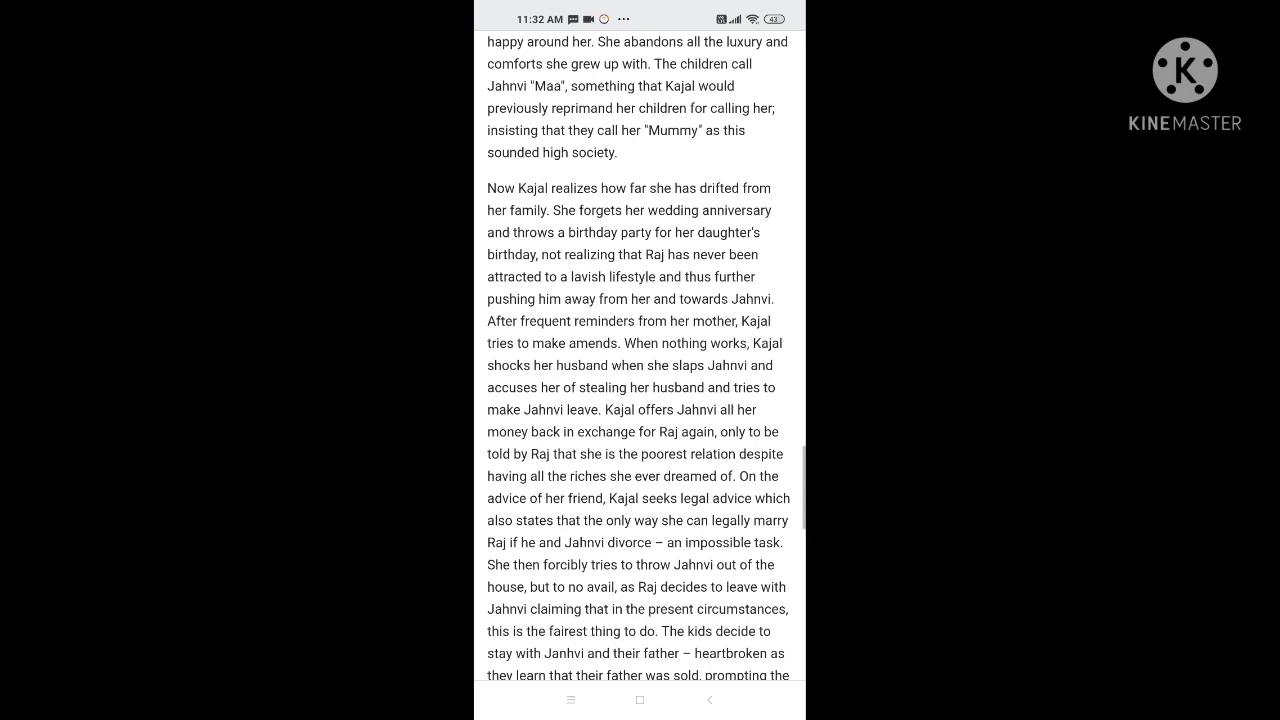 11:32 AM
43
happy around her. She abandons all the luxury and
comforts she grew up with. The children call
Jahnvi "Maa", something that Kajal would
previously reprimand her children for calling her;
insisting that they call her "Mummy" as this
sounded high society.
Now Kajal realizes how far she has drifted from
her family. She forgets her wedding anniversary
and throws a birthday party for her daughter's
birthday, not realizing that Raj has never been
attracted to a lavish lifestyle and thus further
pushing him away from her and towards Jahnvi.
After frequent reminders from her mother, Kajal
tries to make amends. When nothing works, Kajal
shocks her husband when she slaps Jahnvi and
accuses her of stealing her husband and tries to
make Jahnvi leave. Kajal offers Jahnvi all her
money back in exchange for Raj again, only to be
told by Raj that she is the poorest relation despite
having all the riches she ever dreamed of. On the
advice of her friend, Kajal seeks legal advice which
also states that the only way she can legally marry
Raj if he and Jahnvi divorce – an impossible task.
She then forcibly tries to throw Jahnvi out of the
house, but to no avail, as Raj decides to leave with
Jahnvi claiming that in the present circumstances,
this is the fairest thing to do. The kids decide to
stay with Janhvi and their father – heartbroken as
they learn that their father was sold, prompting the
K
KINEMASTER